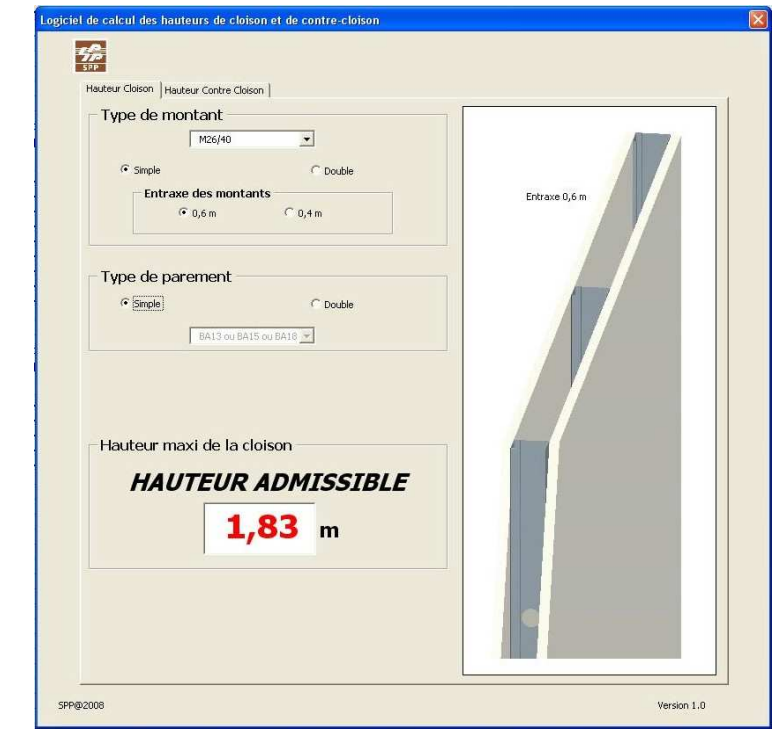 Logiciel de calcul des hauteurs de cloison et de contre-cloison
SPP
Hauteur Cloison Hauteur Contre Cloison
Type de montant
M26/40
Simple Double
Entraxe des montants
0,6 m 0,4 m
Entraxe 0,6 m
Type de parement
Simple Double
BA13 ou BA15 ou BA18
Hauteur maxi de la cloison
HAUTEUR ADMISSIBLE
1,83 m
SPP@2008 Version 1.0